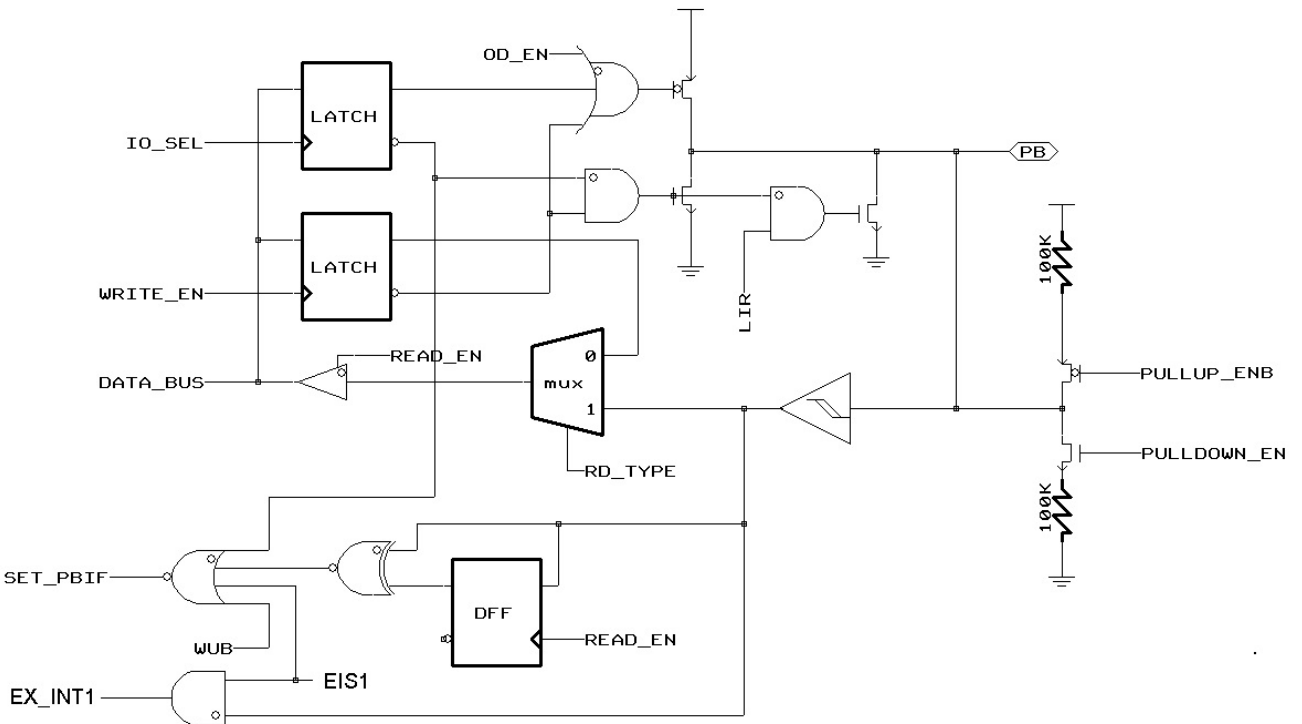 OD_EN
LATCH
IO_SEL
PB
LATCH
WRITE_EN
LIR
100K
READ_EN
0
DATA_BUS
mux
PULLUP_ENB
1
PULLDOWN_EN
RD_TYPE
100K
SET_PBIF
DFF
READ_EN
WUB
EIS1
EX_INT1